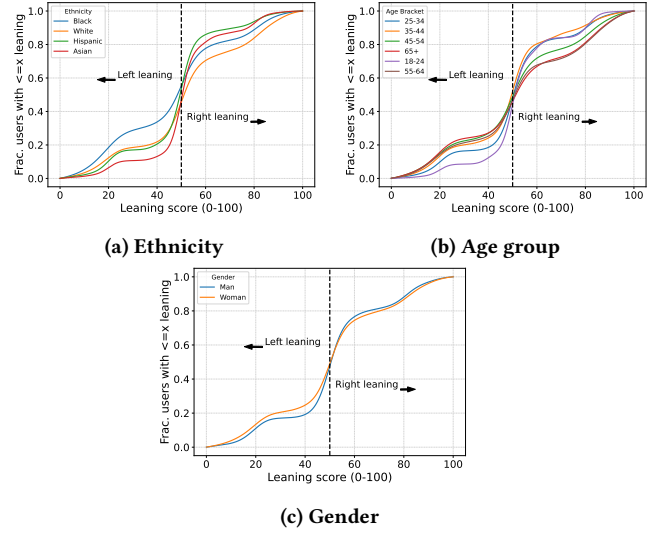 Frac. users with <=x leaning
1.0
0.8
0.6
0.4
0.2
0.0
Ethnicity
Black
White
Hispanic
Asian
Left leaning
Right leaning
0 20 40 60 80 100
Leaning score (0-100)
(a) Ethnicity
Frac. users with <=x leaning
1.0
0.8
0.6
0.4
0.2
0.0
Age Bracket
25-34
35-44
45-54
65+
18-24
55-64
Left leaning
Right leaning
0 20 40 60 80 100
Leaning score (0-100)
(b) Age group
Frac. users with <=x leaning
1.0
0.8
0.6
0.4
0.2
0.0
Gender
Man
Woman
Left leaning
Right leaning
0 20 40 60 80 100
Leaning score (0-100)
(c) Gender